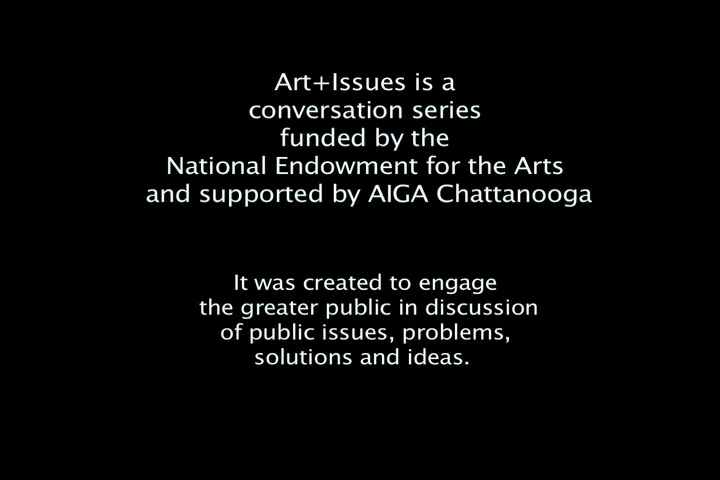 Art+Issues is a
conversation series
funded by the
National Endowment for the Arts
and supported by AIGA Chattanooga
It was created to engage
the greater public in discussion
of public issues, problems,
solutions and ideas.